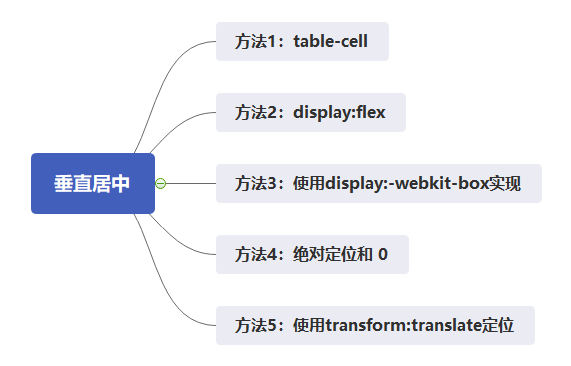 方法1：table-cell
方法2：display:flex
垂直居中
方法3：使用display:-webkit-box实现
方法4：绝对定位和 0
方法5：使用transform:translate定位